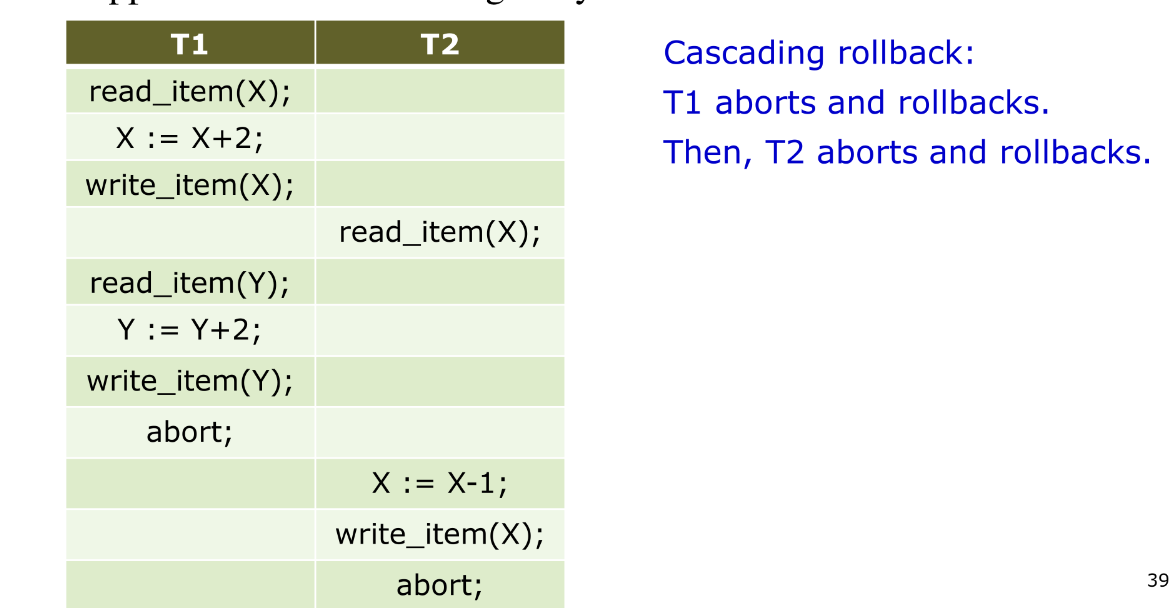 T1 T2
read_item(X);
X := X+2;
write_item(X);
read_item(X);
read_item(Y);
Y := Y+2;
write_item(Y);
abort;
X := X-1;
write_item(X);
abort;
Cascading rollback:
T1 aborts and rollbacks.
Then, T2 aborts and rollbacks.
39